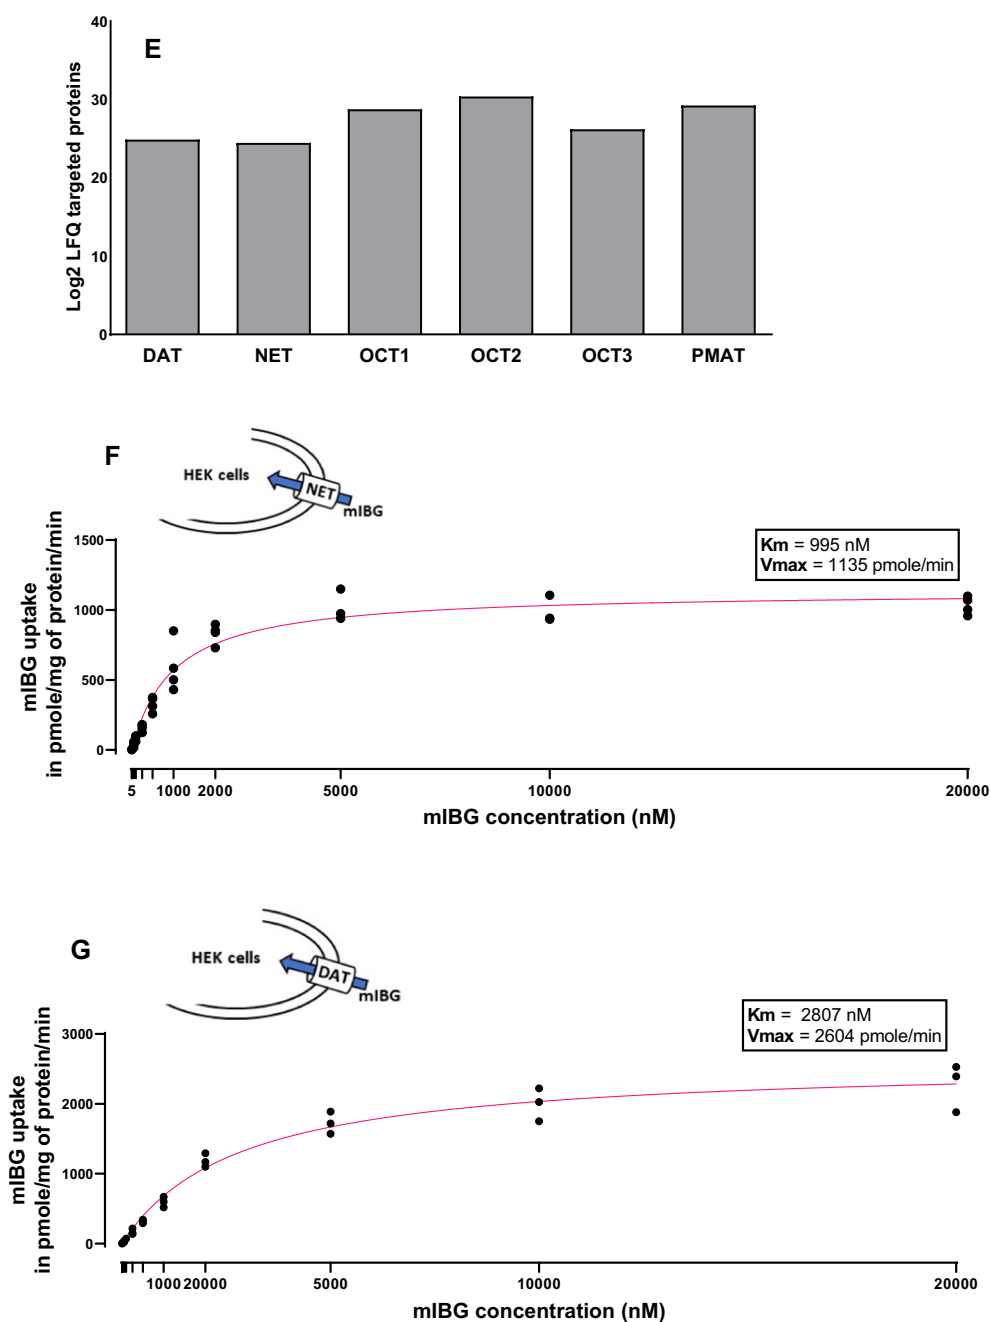 E
Log2 LFQ targeted proteins
40
30
20
10
0
DAT NET OCT1 OCT2 OCT3 PMAT
F
HEK cells
NET
mIBG
mIBG uptake
in pmole/mg of protein/min
1500
1000
500
0
Km = 995 nM
Vmax = 1135 pmole/min
5 1000 2000 5000 10000 20000
mIBG concentration (nM)
G
HEK cells
DAT
mIBG
mIBG uptake
in pmole/mg of protein/min
3000
2000
1000
0
Km = 2807 nM
Vmax = 2604 pmole/min
1000 20000 5000 10000 20000
mIBG concentration (nM)